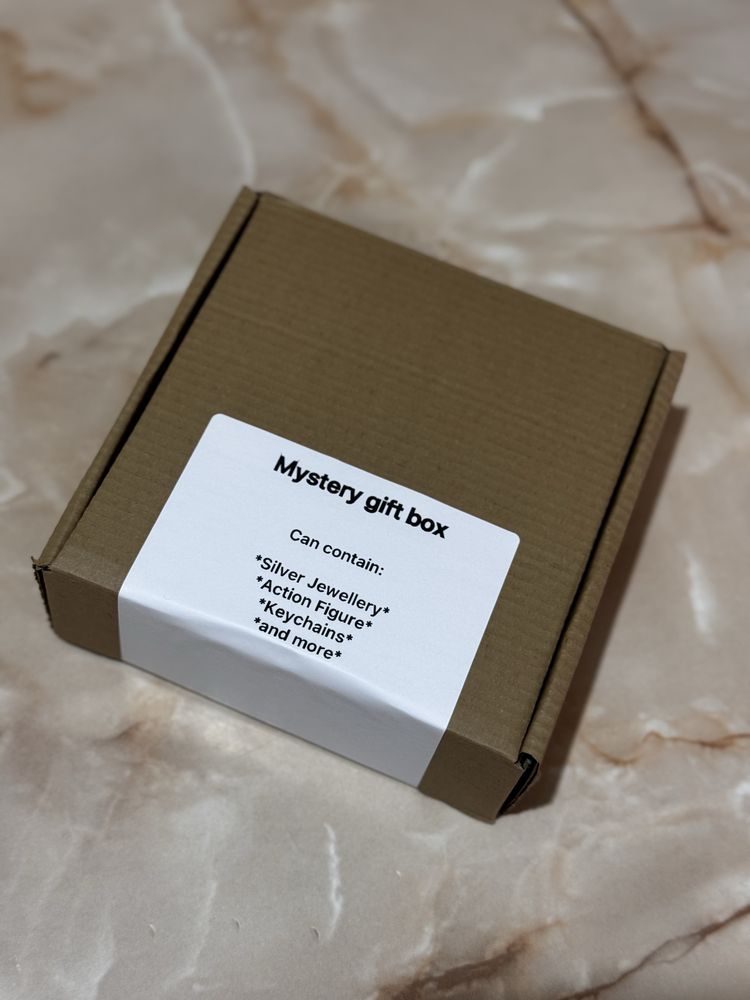 Mystery gift box
Can contain:
*Silver Jewellery*
*Action Figure*
*Keychains*
*and more*